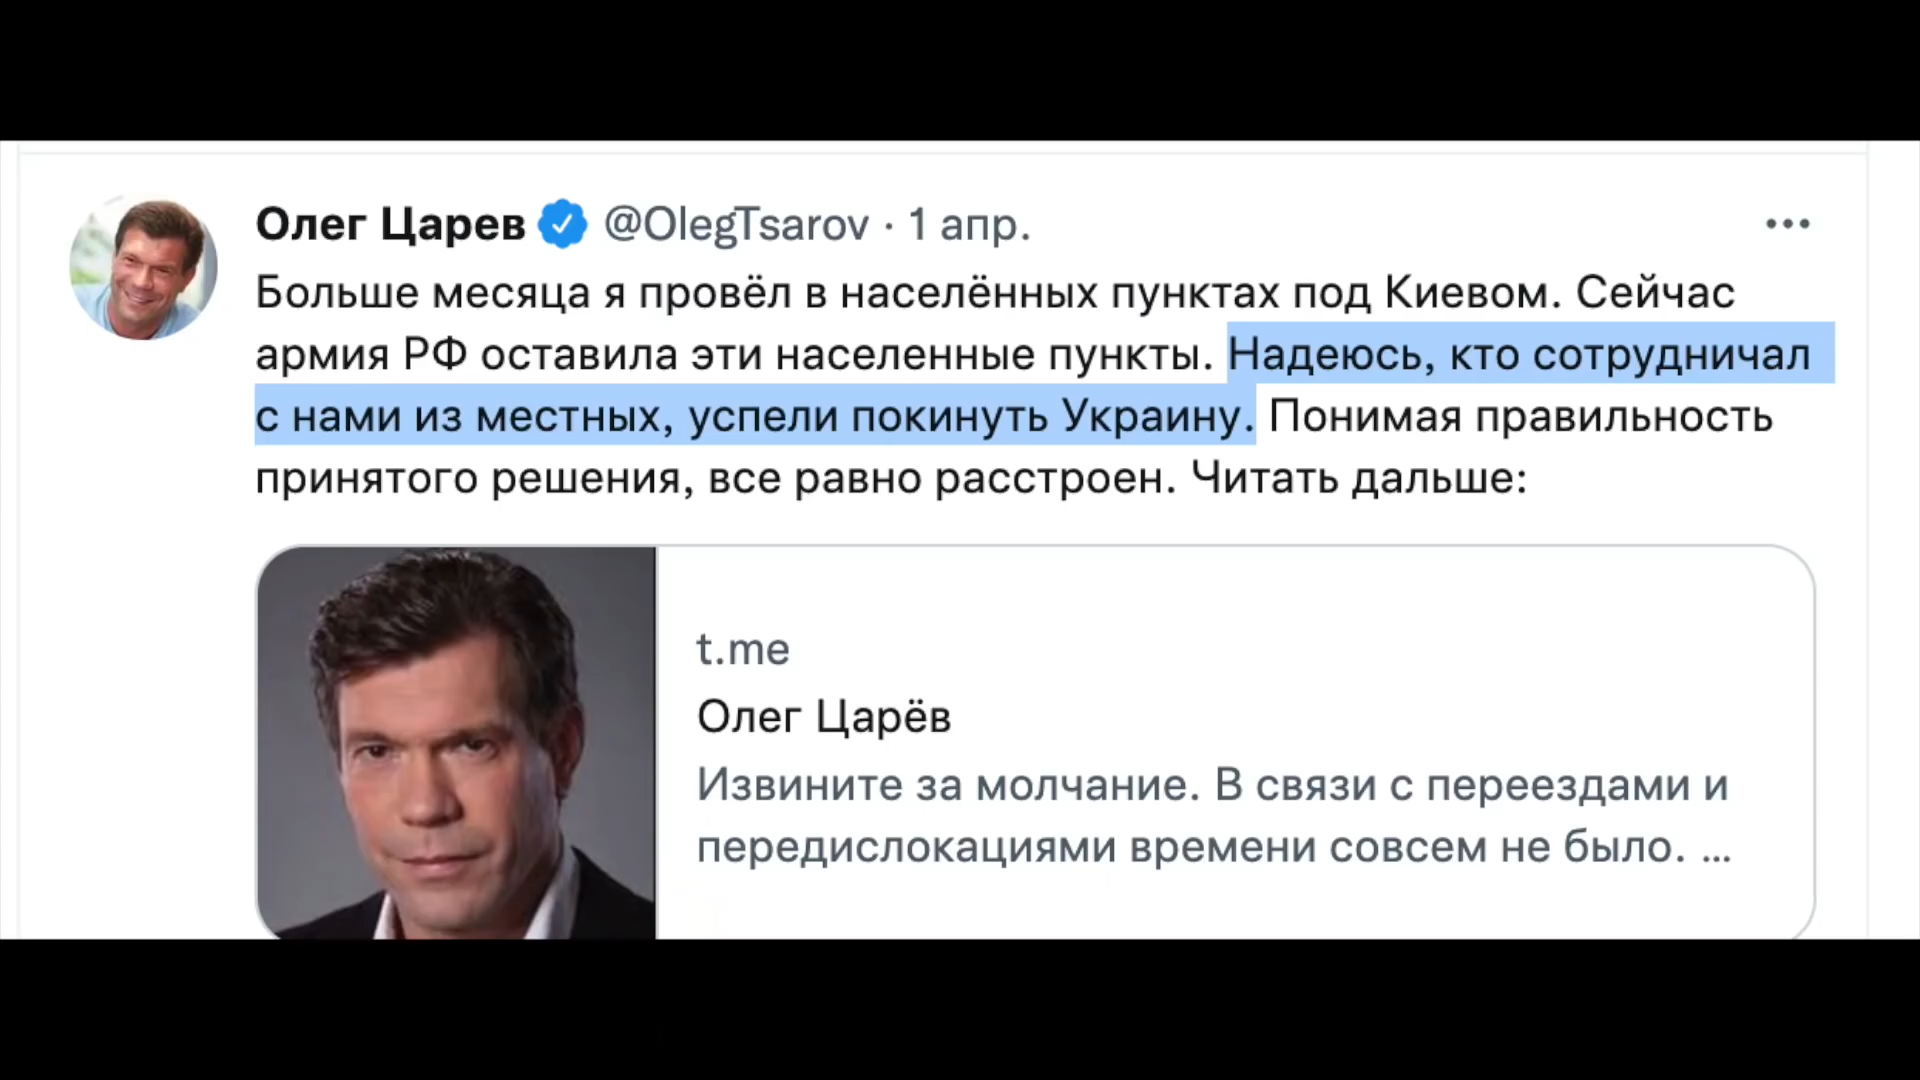 Олег Царев @OlegTsarov · 1 апр.
Больше месяца я провёл в населённых пунктах под Киевом. Сейчас
армия РФ оставила эти населенные пункты. Надеюсь, кто сотрудничал
с нами из местных, успели покинуть Украину. Понимая правильность
принятого решения, все равно расстроен. Читать дальше:
t.me
Олег Царёв
Извините за молчание. В связи с переездами и
передислокациями времени совсем не было. ...